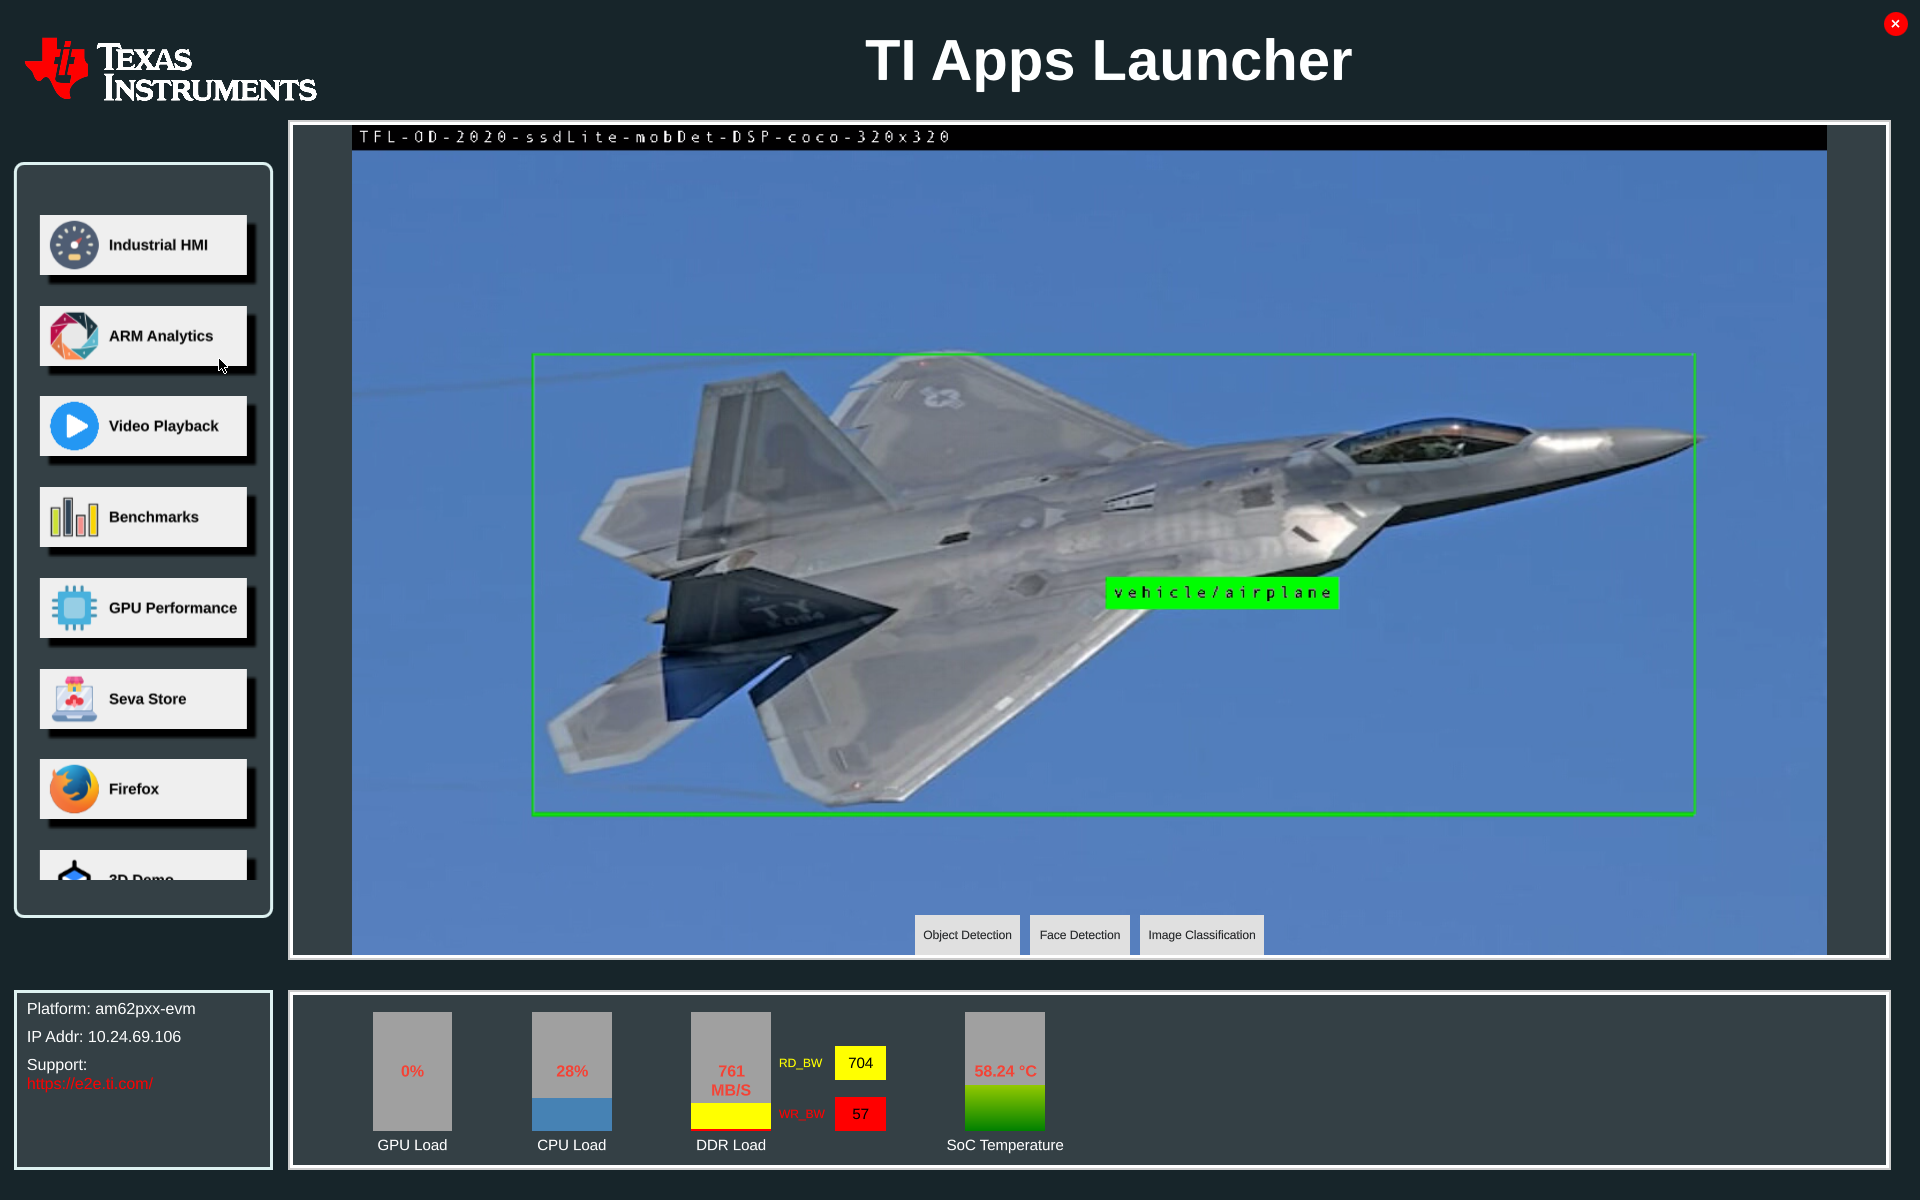 TEXAS
INSTRUMENTS
TI Apps Launcher
TFL-OD-2020-ssdLite-mobDet-DSP-coco-320x320
Industrial HMI
ARM Analytics
Video Playback
Benchmarks
GPU Performance
Seva Store
Firefox
3D Demo
TY
vehicle/airplane
Object Detection
Face Detection
Image Classification
Platform: am62pxx-evm
IP Addr: 10.24.69.106
Support:
https://e2e.ti.com/
0%
GPU Load
28%
CPU Load
761
MB/S
DDR Load
RD_BW 704
WR_BW 57
58.24 °C
SoC Temperature